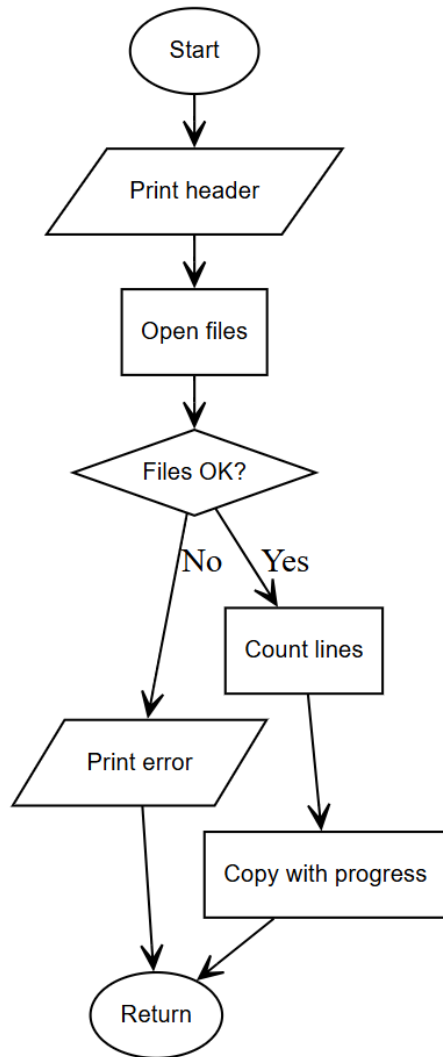 Start
Print header
Open files
Files OK?
No
Yes
Count lines
Print error
Copy with progress
Return